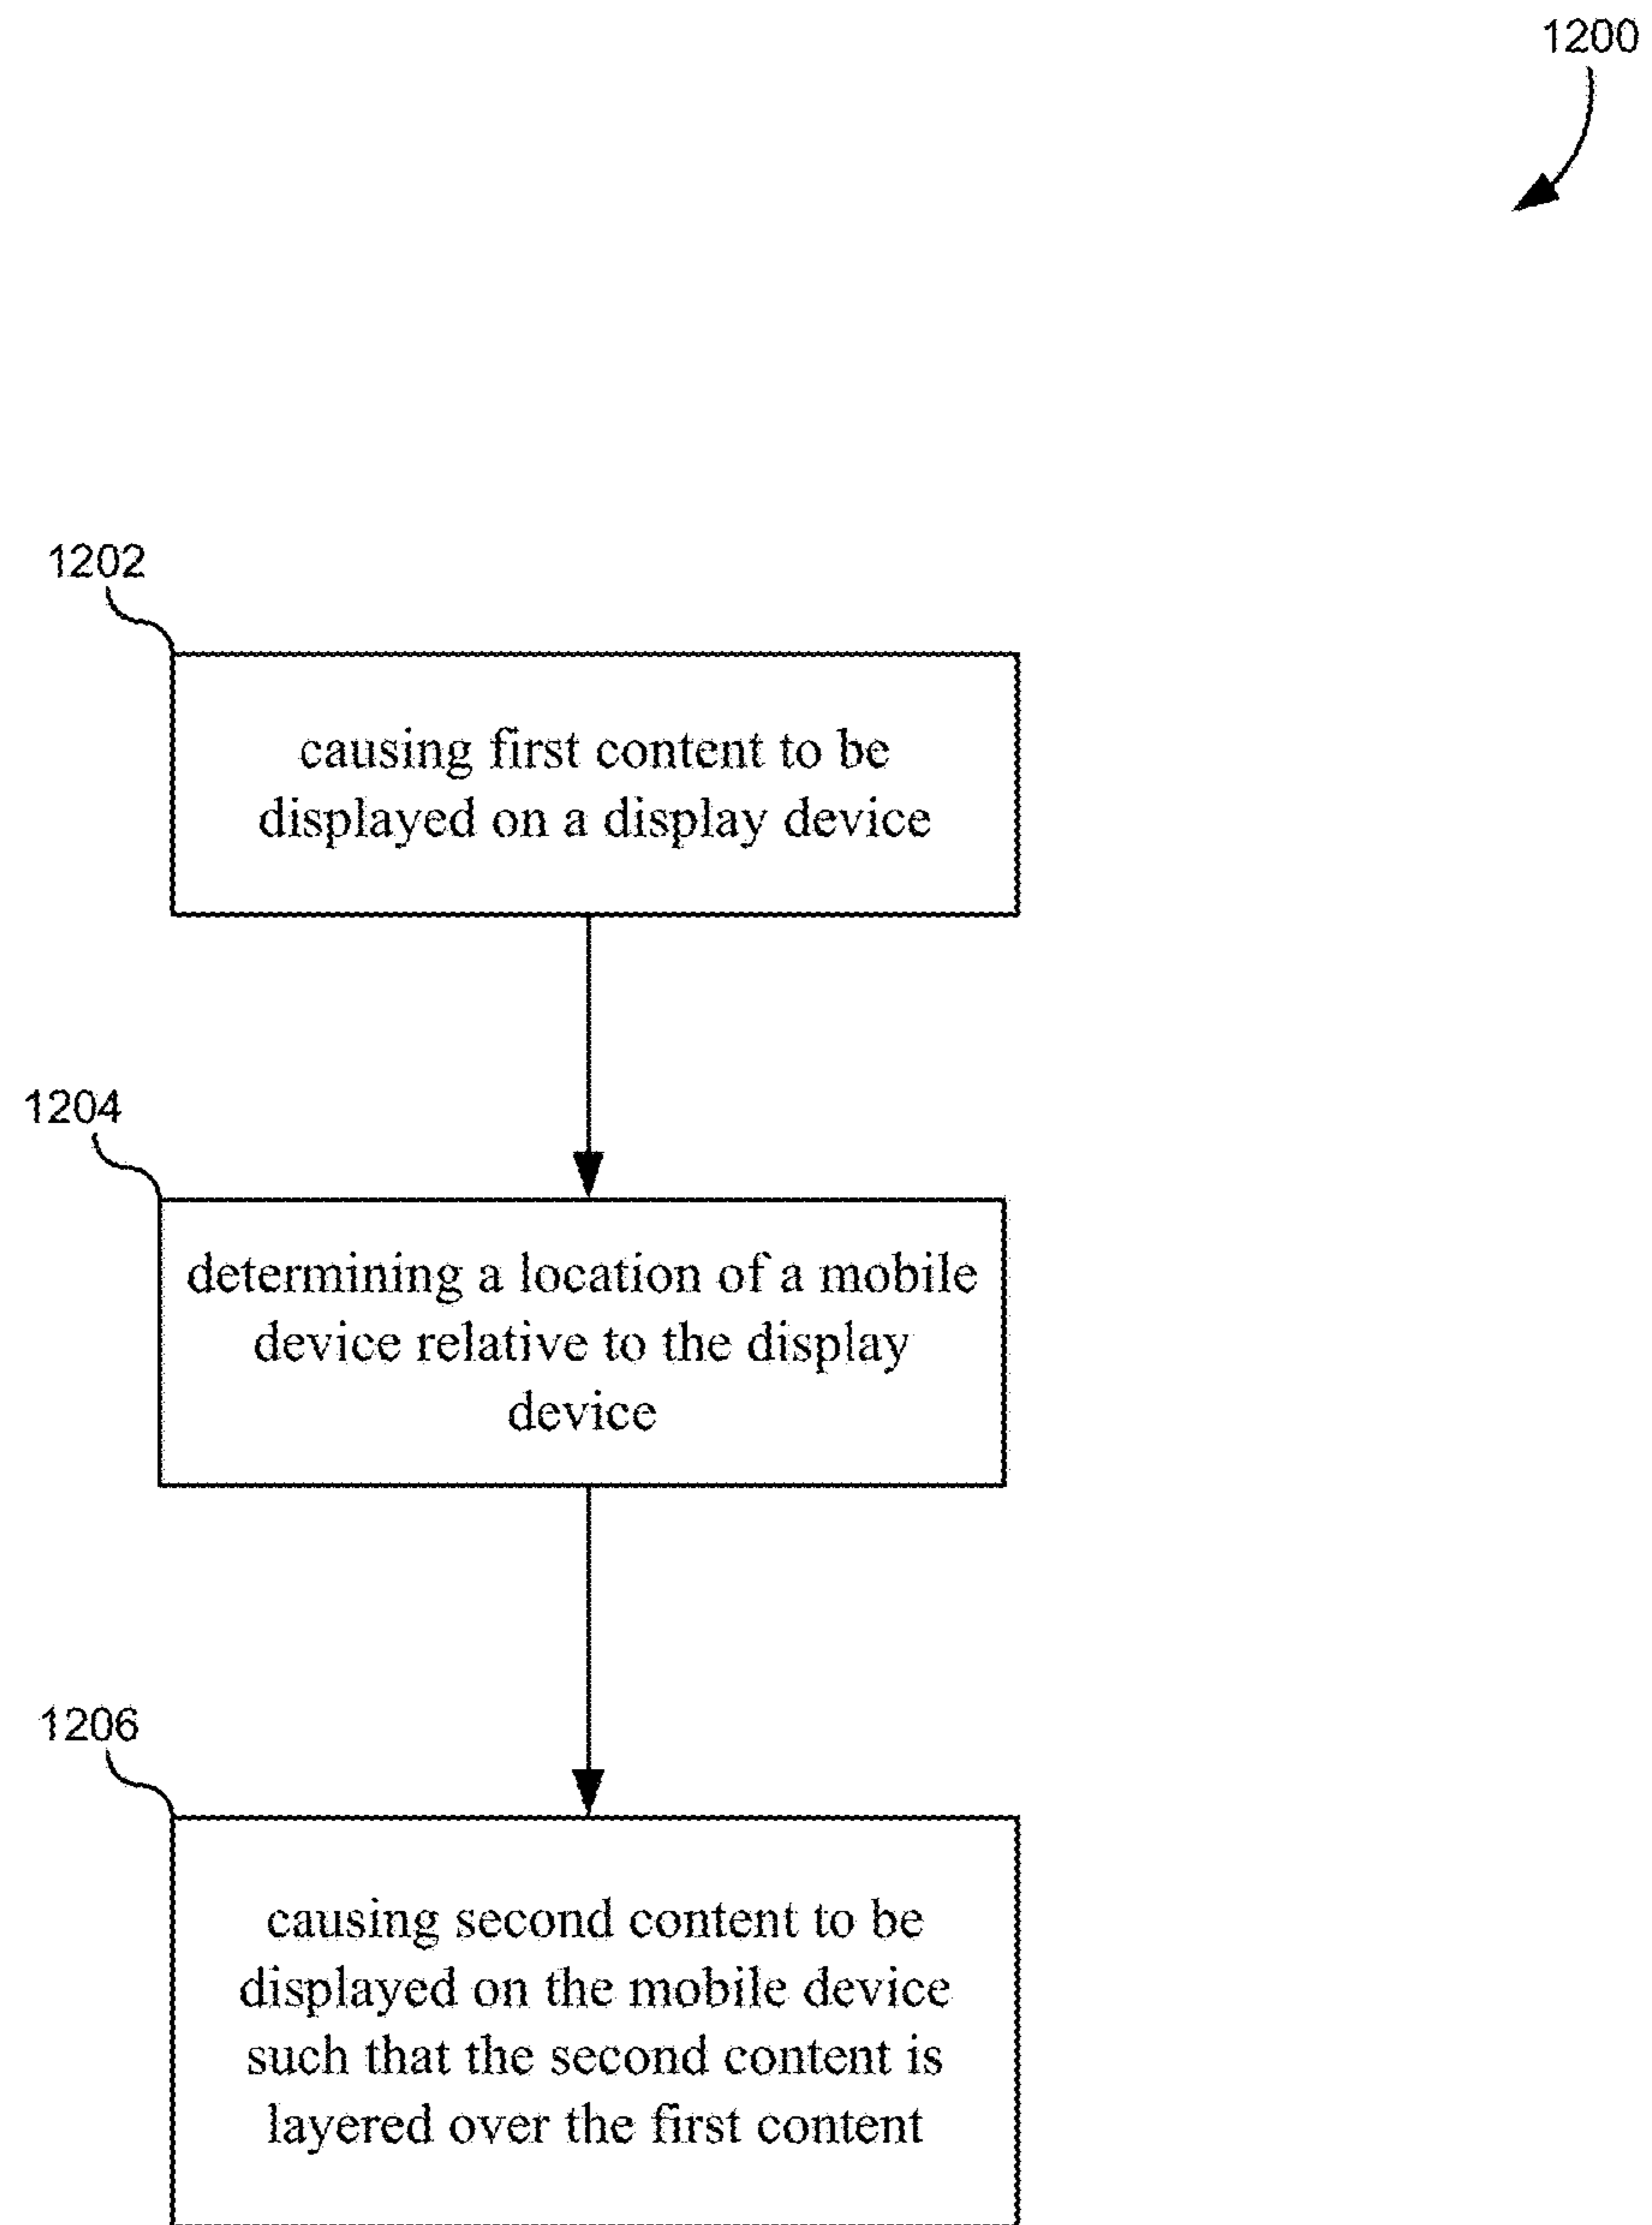 1200
1202
causing first content to be
displayed on a display device
1204
determining a location of a mobile
device relative to the display
device
1206
causing second content to be
displayed on the mobile device
such that the second content is
layered over the first content